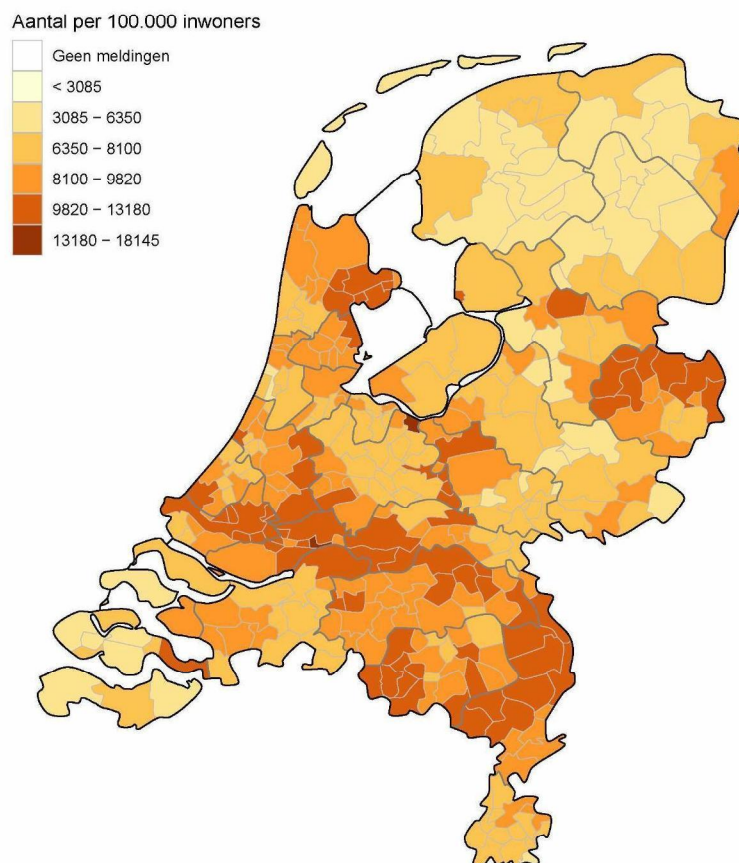 Aantal per 100.000 inwoners
Geen meldingen
< 3085
3085 – 6350
6350 – 8100
8100 – 9820
9820 – 13180
13180 – 18145